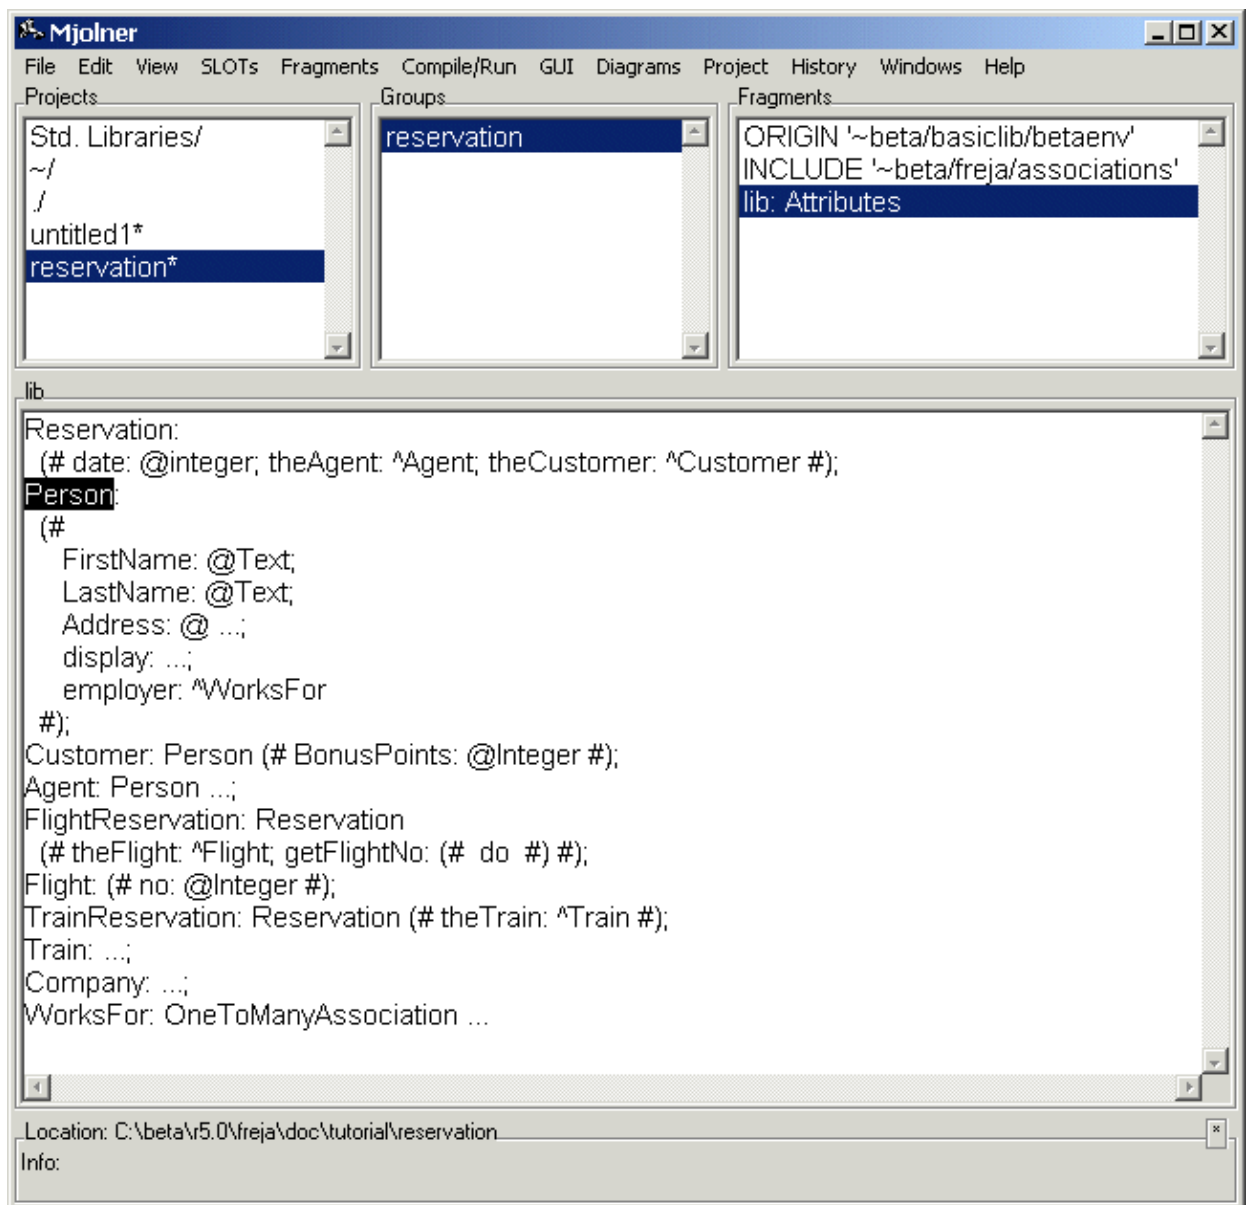 Mjolner
File Edit View SLOTs Fragments Compile/Run GUI Diagrams Project History Windows Help
Projects
Std. Libraries/
~/
./
untitled1*
reservation*
Groups
reservation
Fragments
ORIGIN '~beta/basiclib/betaenv'
INCLUDE '~beta/freja/associations'
lib: Attributes
lib
Reservation:
(# date: @integer; theAgent: ^Agent; theCustomer: ^Customer #);
Person:
(#
FirstName: @Text;
LastName: @Text;
Address: @ ...;
display: ...;
employer: ^WorksFor
#);
Customer: Person (# BonusPoints: @Integer #);
Agent: Person ...;
FlightReservation: Reservation
(# theFlight: ^Flight; getFlightNo: (# do #) #);
Flight: (# no: @Integer #);
TrainReservation: Reservation (# theTrain: ^Train #);
Train: ...;
Company: ...;
WorksFor: OneToManyAssociation ...
Location: C:\beta\r5.0\freja\doc\tutorial\reservation
Info: